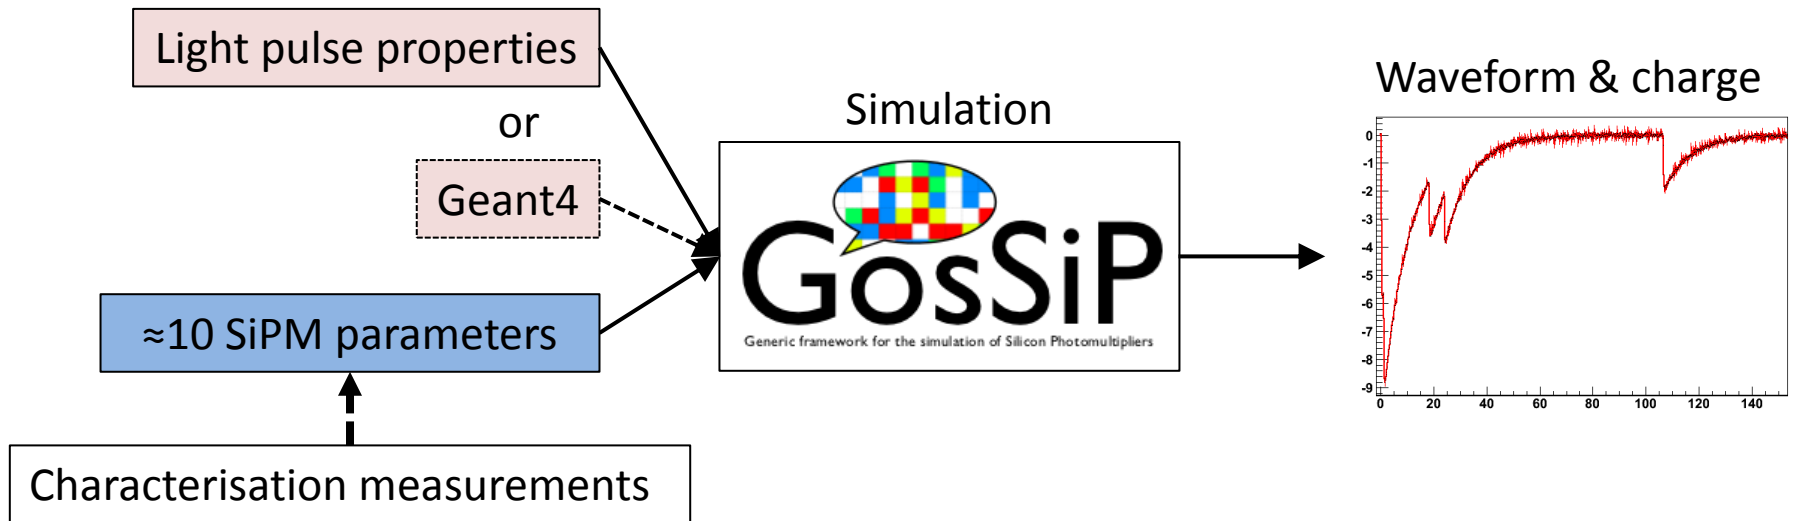 Light pulse properties
or
Geant4
≈10 SiPM parameters
Characterisation measurements
Simulation
GosSiP
Generic framework for the simulation of Silicon Photomultipliers
Waveform & charge
0
-1
-2
-3
-4
-5
-6
-7
-8
-9
0 20 40 60 80 100 120 140